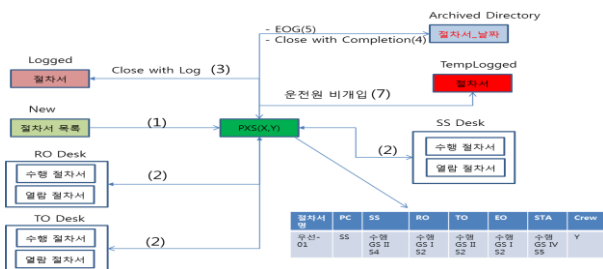 Archived Directory
- EOG(5)
- Close with Completion(4)
절차서_날짜
Logged
절차서
Close with Log (3)
TempLogged
절차서
운전원 비개입 (7)
New
절차서 목록
(1)
PXS(X,Y)
(2)
SS Desk
수행 절차서
열람 절차서
RO Desk
수행 절차서
열람 절차서
(2)
TO Desk
수행 절차서
열람 절차서
(2)
절차서명 PC SS RO TO EO STA Crew
우선-01 SS 수행 GS II S4 수행 GS I S2 수행 GS II S2 수행 GS I S2 수행 GS IV S5 Y